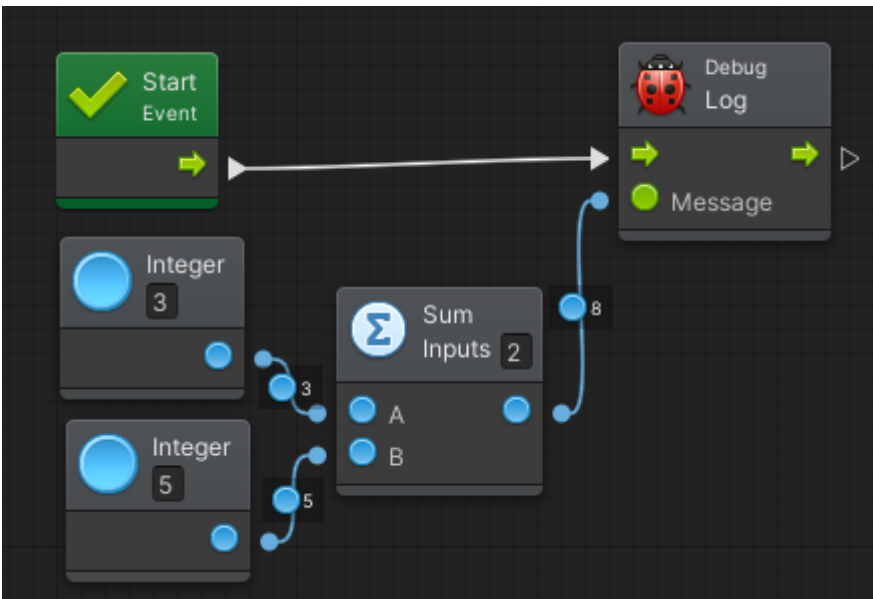 Start
Event
Debug
Log
Message
Integer
3
Sum
Inputs 2
8
3
A
B
Integer
5
5